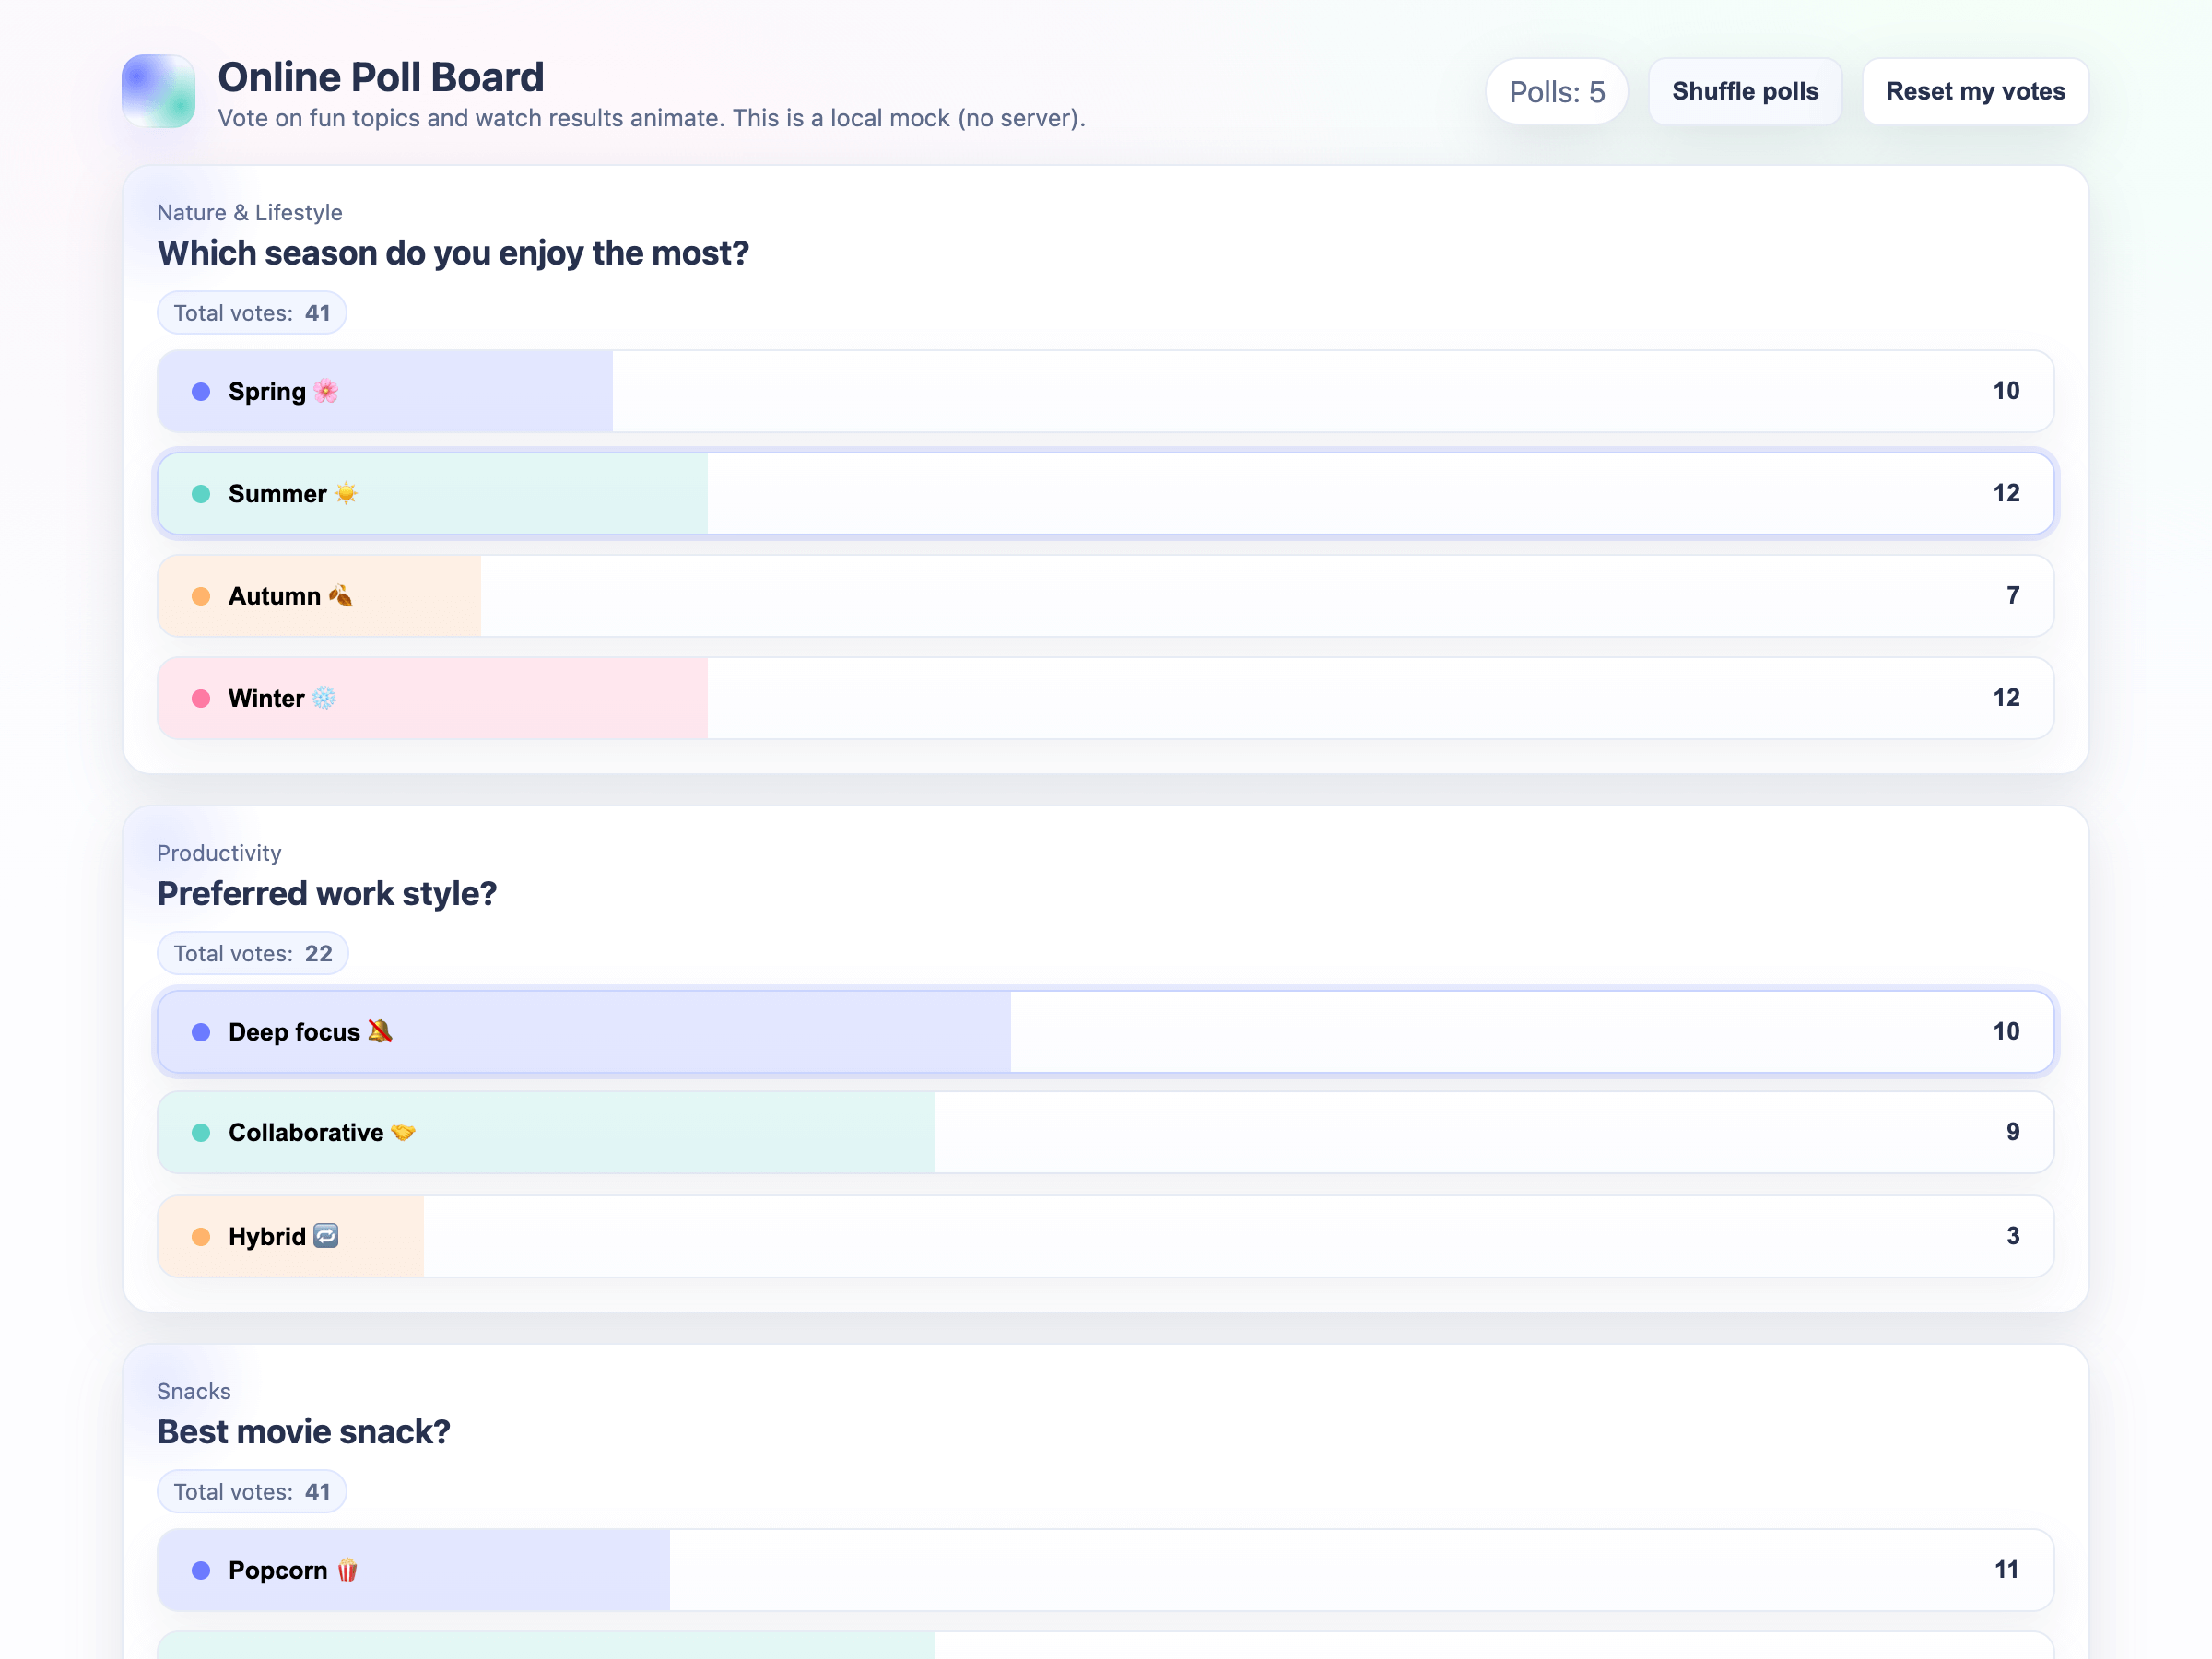 Online Poll Board
Vote on fun topics and watch results animate. This is a local mock (no server).
Polls: 5
Shuffle polls
Reset my votes
Nature & Lifestyle
Which season do you enjoy the most?
Total votes: 41
Spring 🌸 10
Summer ☀️ 12
Autumn 🍂 7
Winter ❄️ 12
Productivity
Preferred work style?
Total votes: 22
Deep focus 🔕 10
Collaborative 🤝 9
Hybrid 🔁 3
Snacks
Best movie snack?
Total votes: 41
Popcorn 🍿 11